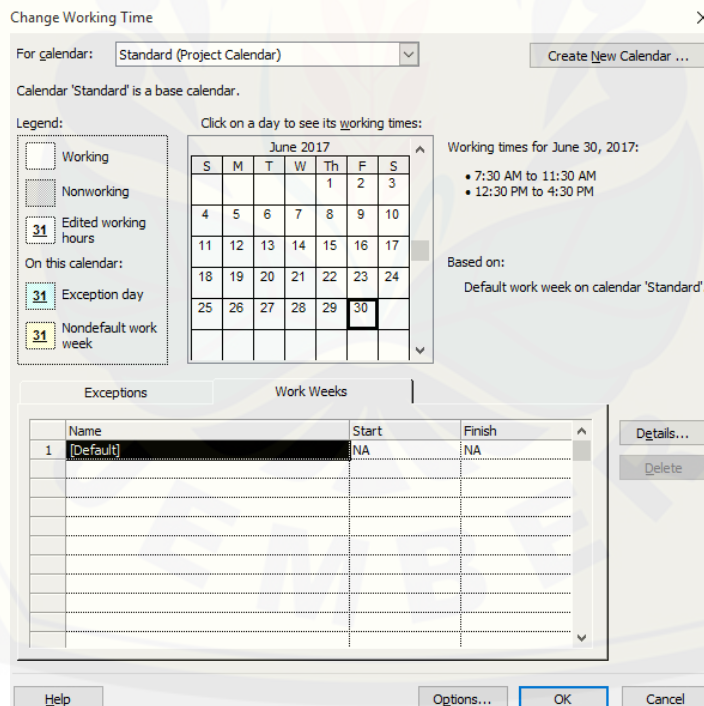 Change Working Time
For calendar: Standard (Project Calendar) Create New Calendar ...
Calendar 'Standard' is a base calendar.
Legend:
Working
Nonworking
31 Edited working
hours
On this calendar:
31 Exception day
31 Nondefault work
week
Click on a day to see its working times:
June 2017
S M T W Th F S
1 2 3
4 5 6 7 8 9 10
11 12 13 14 15 16 17
18 19 20 21 22 23 24
25 26 27 28 29 30
Working times for June 30, 2017:
• 7:30 AM to 11:30 AM
• 12:30 PM to 4:30 PM
Based on:
Default work week on calendar 'Standard'
Exceptions Work Weeks
Name Start Finish
1 [Default] NA NA
Details...
Delete
Help Options... OK Cancel